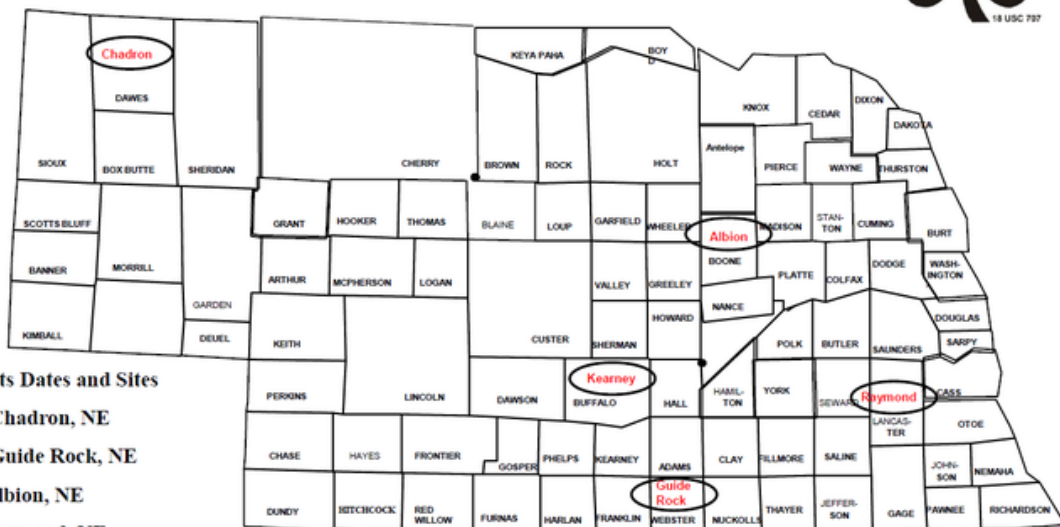 18 USC 707
KEYA PAHA
BOY
D
Chadron
DAWES
KNOX
CEDAR
DIXON
DAKOTA
SIOUX
BOX BUTTE
SHERIDAN
CHERRY
BROWN
ROCK
HOLT
Antelope
PIERCE
WAYNE
THURSTON
SCOTTS BLUFF
GRANT
HOOKER
THOMAS
BLAINE
LOUP
GARFIELD
WHEELER
Albion
MADISON
STAN-
TON
CUMING
BURT
BANNER
MORRILL
ARTHUR
MCPHERSON
LOGAN
VALLEY
GREELEY
BOONE
PLATTE
COLFAX
DODGE
WASH-
INGTON
GARDEN
NANCE
KIMBALL
DEUEL
KEITH
CUSTER
SHERMAN
HOWARD
POLK
BUTLER
SAUNDERS
DOUGLAS
SARPY
ts Dates and Sites
Chadron, NE
Guide Rock, NE
lbion, NE
PERKINS
LINCOLN
DAWSON
Kearney
BUFFALO
HALL
HAMIL-
TON
YORK
SEWARD
Raymond
CASS
LANCAS-
TER
OTOE
CHASE
HAYES
FRONTIER
GOSPER
PHELPS
KEARNEY
ADAMS
CLAY
FILLMORE
SALINE
JOHN-
SON
NEMAHA
DUNDY
HITCHCOCK
RED
WILLOW
FURNAS
HARLAN
FRANKLIN
Guide
Rock
WEBSTER
NUCKOLLS
THAYER
JEFFER-
SON
GAGE
PAWNEE
RICHARDSON